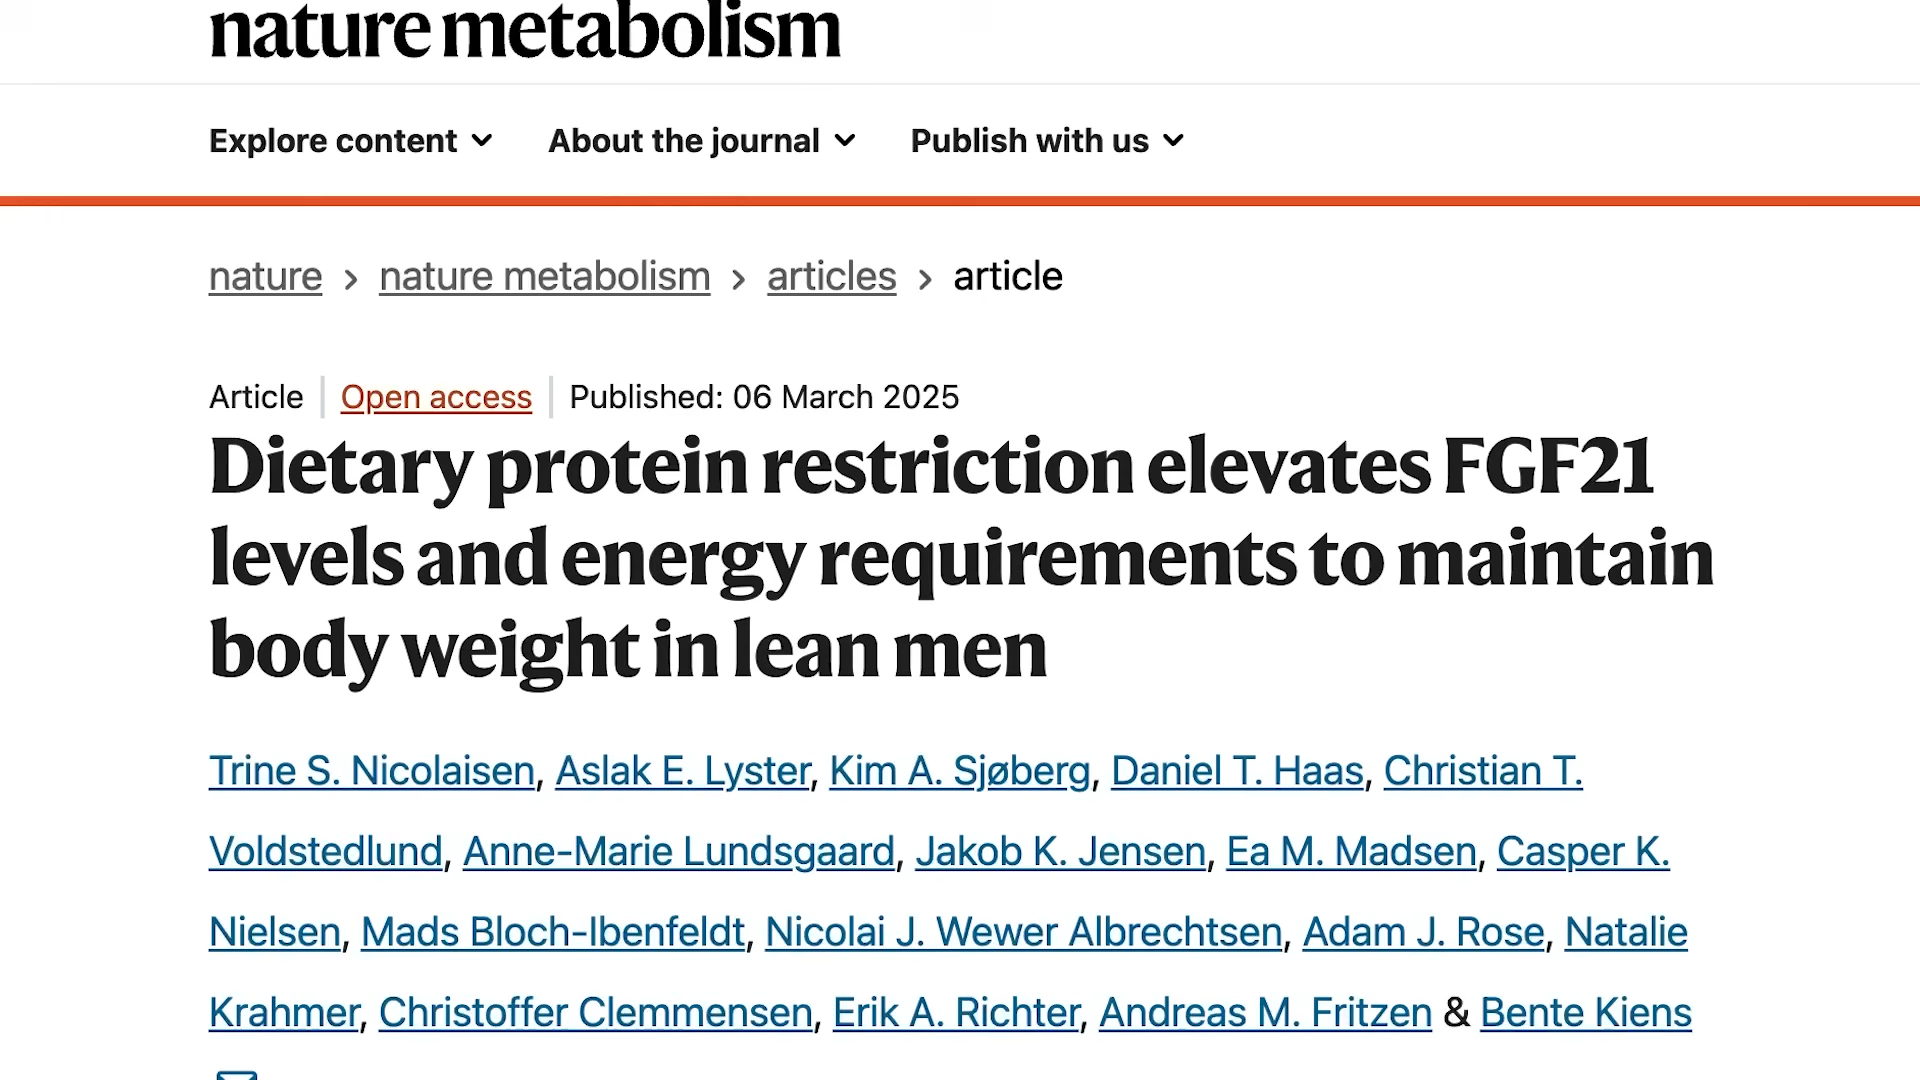 nature metabolism
Explore content About the journal Publish with us
nature > nature metabolism > articles > article
Article | Open access | Published: 06 March 2025
Dietary protein restriction elevates FGF21
levels and energy requirements to maintain
body weight in lean men
Trine S. Nicolaisen, Aslak E. Lyster, Kim A. Sjøberg, Daniel T. Haas, Christian T.
Voldstedlund, Anne-Marie Lundsgaard, Jakob K. Jensen, Ea M. Madsen, Casper K.
Nielsen, Mads Bloch-Ibenfeldt, Nicolai J. Wewer Albrechtsen, Adam J. Rose, Natalie
Krahmer, Christoffer Clemmensen, Erik A. Richter, Andreas M. Fritzen & Bente Kiens